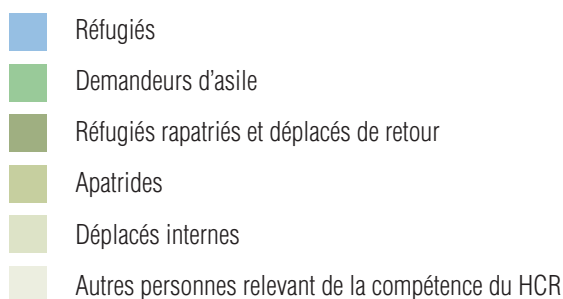 Réfugiés
Demandeurs d’asile
Réfugiés rapatriés et déplacés de retour
Apatrides
Déplacés internes
Autres personnes relevant de la compétence du HCR